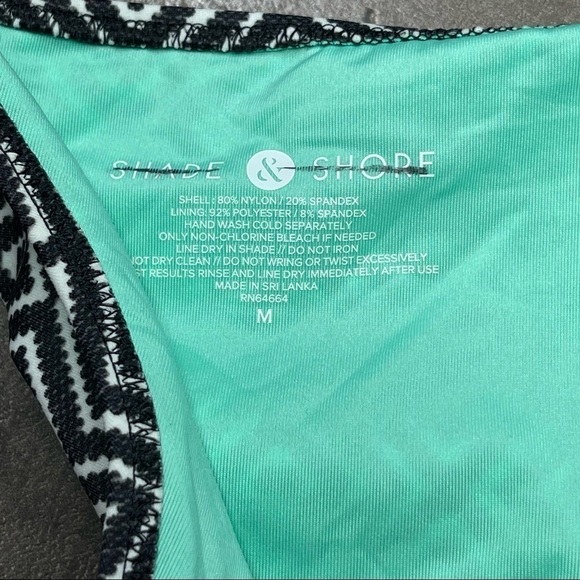 SHADE & SHORE
SHELL : 80% NYLON / 20% SPANDEX
LINING: 92% POLYESTER / 8% SPANDEX
HAND WASH COLD SEPARATELY
ONLY NON-CHLORINE BLEACH IF NEEDED
LINE DRY IN SHADE // DO NOT IRON
DRY CLEAN // DO NOT WRING OR TWIST EXCESSIVELY
RESULTS RINSE AND LINE DRY IMMEDIATELY AFTER USE
MADE IN SRI LANKA
RN64664
M